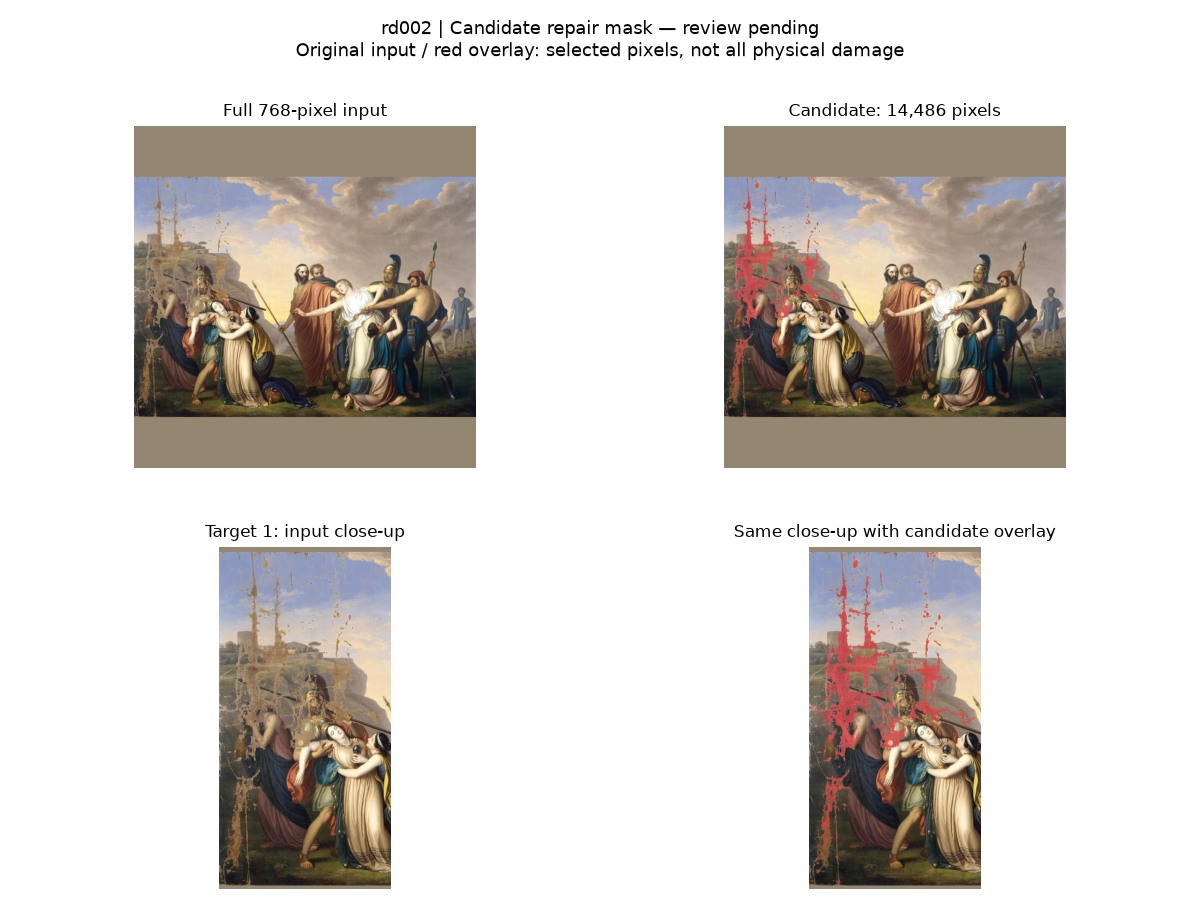 rd002 | Candidate repair mask — review pending
Original input / red overlay: selected pixels, not all physical damage
Full 768-pixel input
Candidate: 14,486 pixels
Target 1: input close-up
Same close-up with candidate overlay